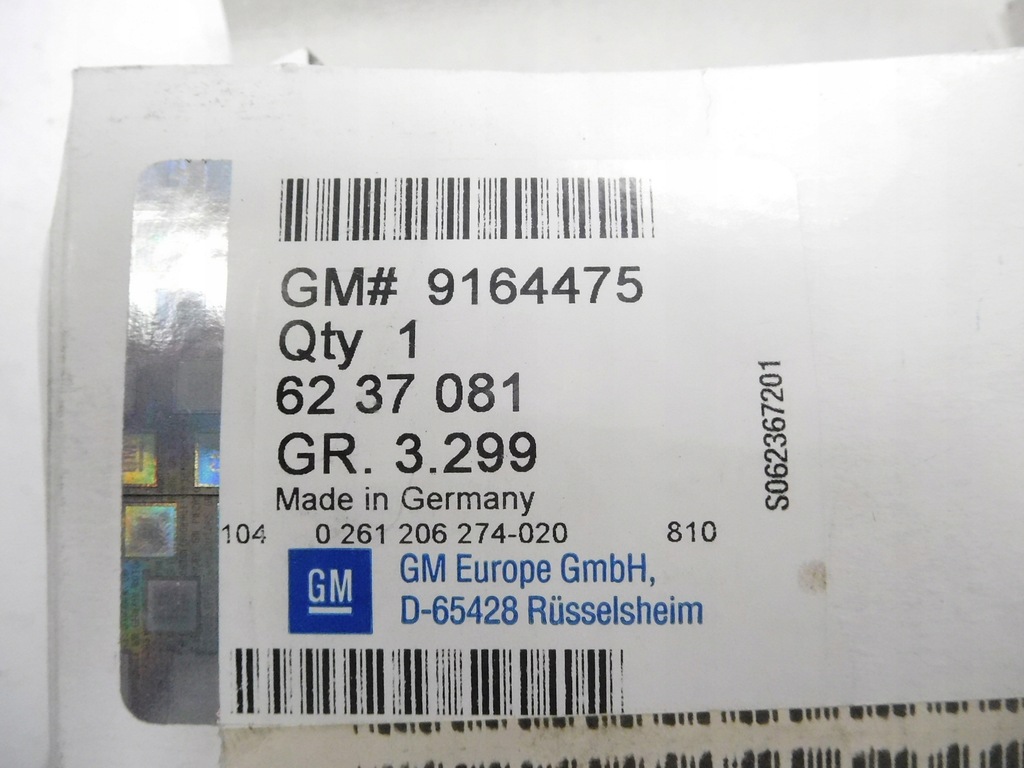 GM# 9164475
Qty 1
62 37 081
GR. 3.299
Made in Germany
104 0 261 206 274-020 810
GM
GM Europe GmbH,
D-65428 Rüsselsheim
S062367201